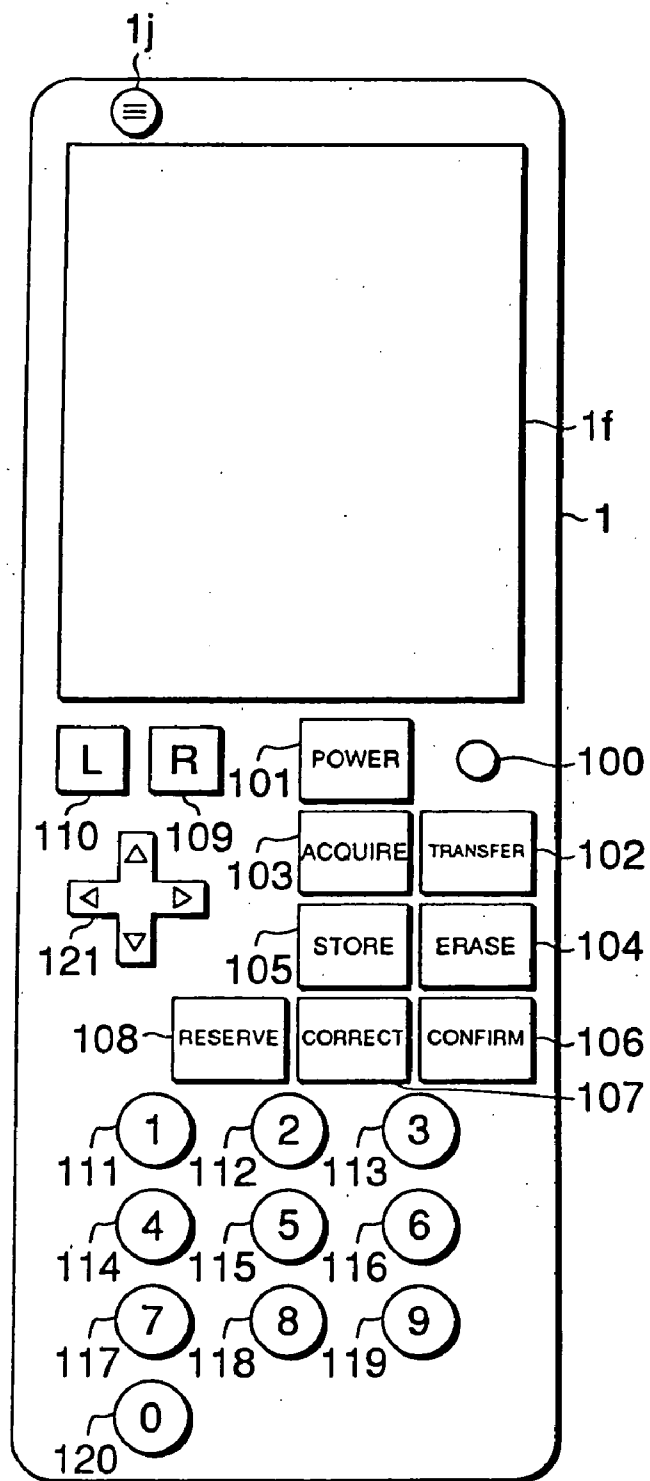 1j
1f
1
L R POWER 100
101
110 109
ACQUIRE TRANSFER 102
103
121
STORE ERASE 104
105
108 RESERVE CORRECT CONFIRM 106
107
1 2 3
111 112 113
4 5 6
114 115 116
7 8 9
117 118 119
0
120